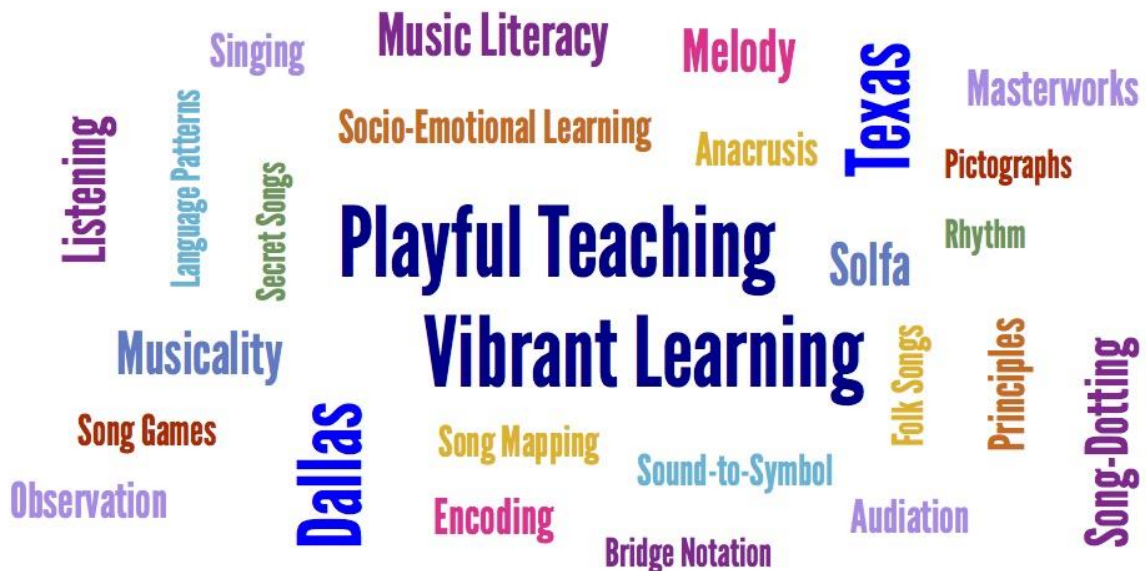 Singing
Music Literacy
Melody
Texas
Masterworks
Listening
Language Patterns
Socio-Emotional Learning
Anacrusis
Pictographs
Secret Songs
Playful Teaching
Solfa
Rhythm
Musicality
Vibrant Learning
Folk Songs
Principles
Song-Dotting
Song Games
Dallas
Song Mapping
Sound-to-Symbol
Observation
Encoding
Audiation
Bridge Notation